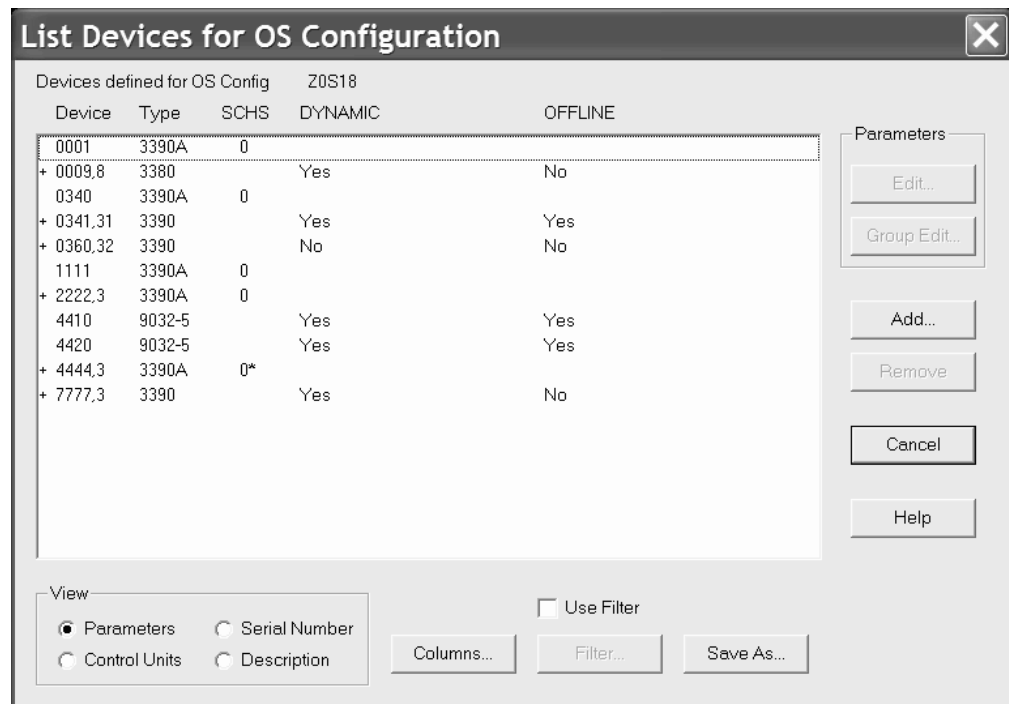 List Devices for OS Configuration
Devices defined for OS Config Z0S18
Device Type SCHS DYNAMIC OFFLINE
0001 3390A 0
+ 0009,8 3380 Yes No
0340 3390A 0
+ 0341,31 3390 Yes Yes
+ 0360,32 3390 No No
1111 3390A 0
+ 2222,3 3390A 0
4410 9032-5 Yes Yes
4420 9032-5 Yes Yes
+ 4444,3 3390A 0*
+ 7777,3 3390 Yes No
Parameters
Edit...
Group Edit...
Add...
Remove
Cancel
Help
View
Parameters Serial Number
Control Units Description
Use Filter
Columns... Filter... Save As...